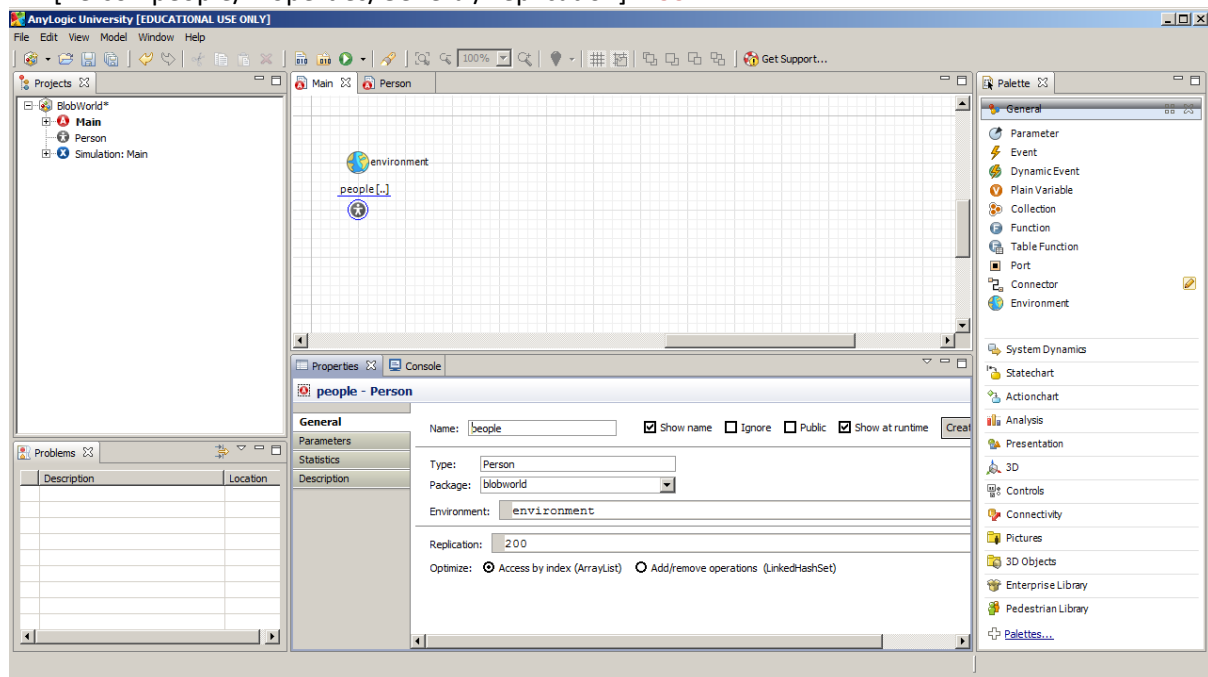 AnyLogic University [EDUCATIONAL USE ONLY]
File Edit View Model Window Help
100%
Get Support...
Projects
BlobWorld*
Main
Person
Simulation: Main
Main
Person
environment
people [..]
Properties
Console
people - Person
General
Parameters
Statistics
Description
Name: people
Show name
Ignore
Public
Show at runtime
Creat
Type: Person
Package: blobworld
Environment: environment
Replication: 200
Optimize: Access by index (ArrayList) Add/remove operations (LinkedHashSet)
Problems
Description
Location
Palette
General
Parameter
Event
Dynamic Event
Plain Variable
Collection
Function
Table Function
Port
Connector
Environment
System Dynamics
Statechart
Actionchart
Analysis
Presentation
3D
Controls
Connectivity
Pictures
3D Objects
Enterprise Library
Pedestrian Library
Palettes...